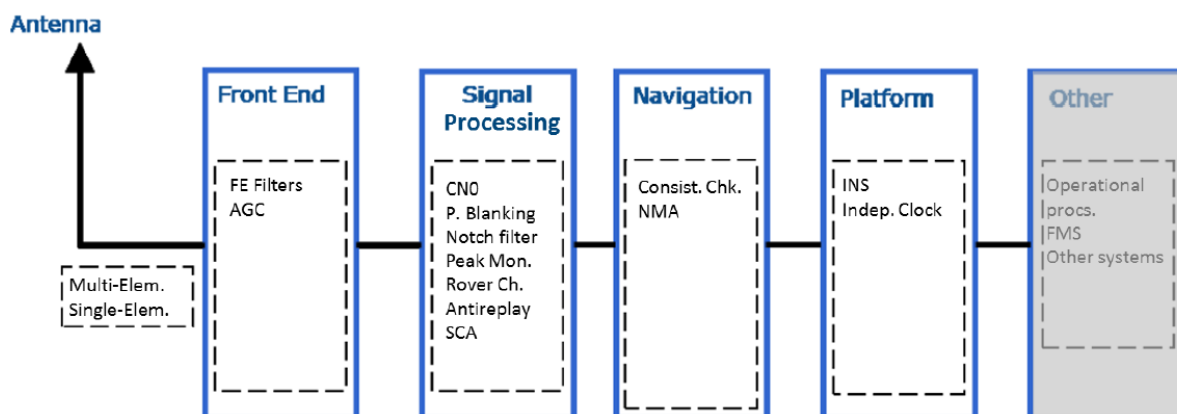 Antenna
Multi-Elem.
Single-Elem.
Front End
FE Filters
AGC
Signal
Processing
CN0
P. Blanking
Notch filter
Peak Mon.
Rover Ch.
Antireplay
SCA
Navigation
Consist. Chk.
NMA
Platform
INS
Indep. Clock
Other
Operational
procs.
FMS
Other systems